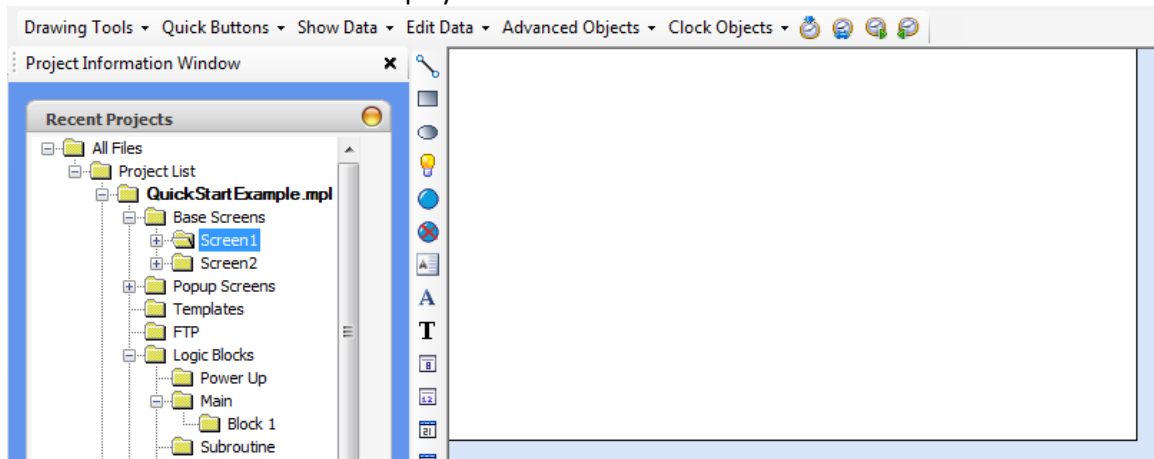 Drawing Tools Quick Buttons Show Data Edit Data Advanced Objects Clock Objects
Project Information Window
Recent Projects
All Files
Project List
QuickStartExample.mpl
Base Screens
Screen1
Screen2
Popup Screens
Templates
FTP
Logic Blocks
Power Up
Main
Block 1
Subroutine
A
A
T
B
12
21